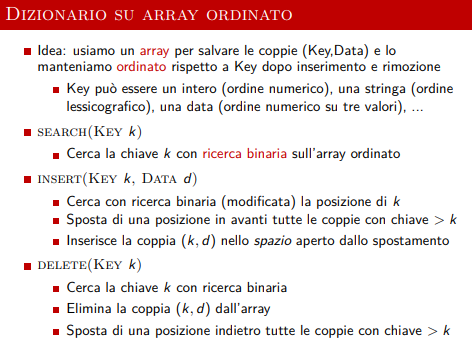 Dizionario su array ordinato
Idea: usiamo un array per salvare le coppie (Key,Data) e lo
manteniamo ordinato rispetto a Key dopo inserimento e rimozione
Key può essere un intero (ordine numerico), una stringa (ordine
lessicografico), una data (ordine numerico su tre valori), ...
search(Key k)
Cerca la chiave k con ricerca binaria sull'array ordinato
insert(Key k, Data d)
Cerca con ricerca binaria (modificata) la posizione di k
Sposta di una posizione in avanti tutte le coppie con chiave > k
Inserisce la coppia (k, d) nello spazio aperto dallo spostamento
delete(Key k)
Cerca la chiave k con ricerca binaria
Elimina la coppia (k, d) dall'array
Sposta di una posizione indietro tutte le coppie con chiave > k